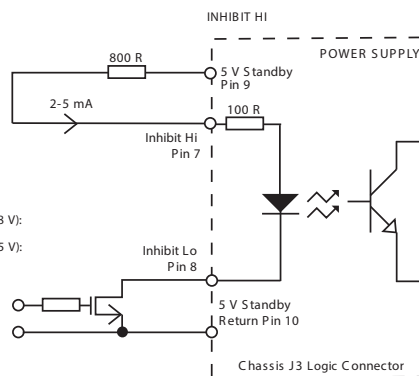 INHIBIT HI
POWER SUPPLY
800 R
5 V Standby
Pin 9
2-5 mA
100 R
Inhibit Hi
Pin 7
V):
V):
Inhibit Lo
Pin 8
5 V Standby
Return Pin 10
Chassis J3 Logic Connector